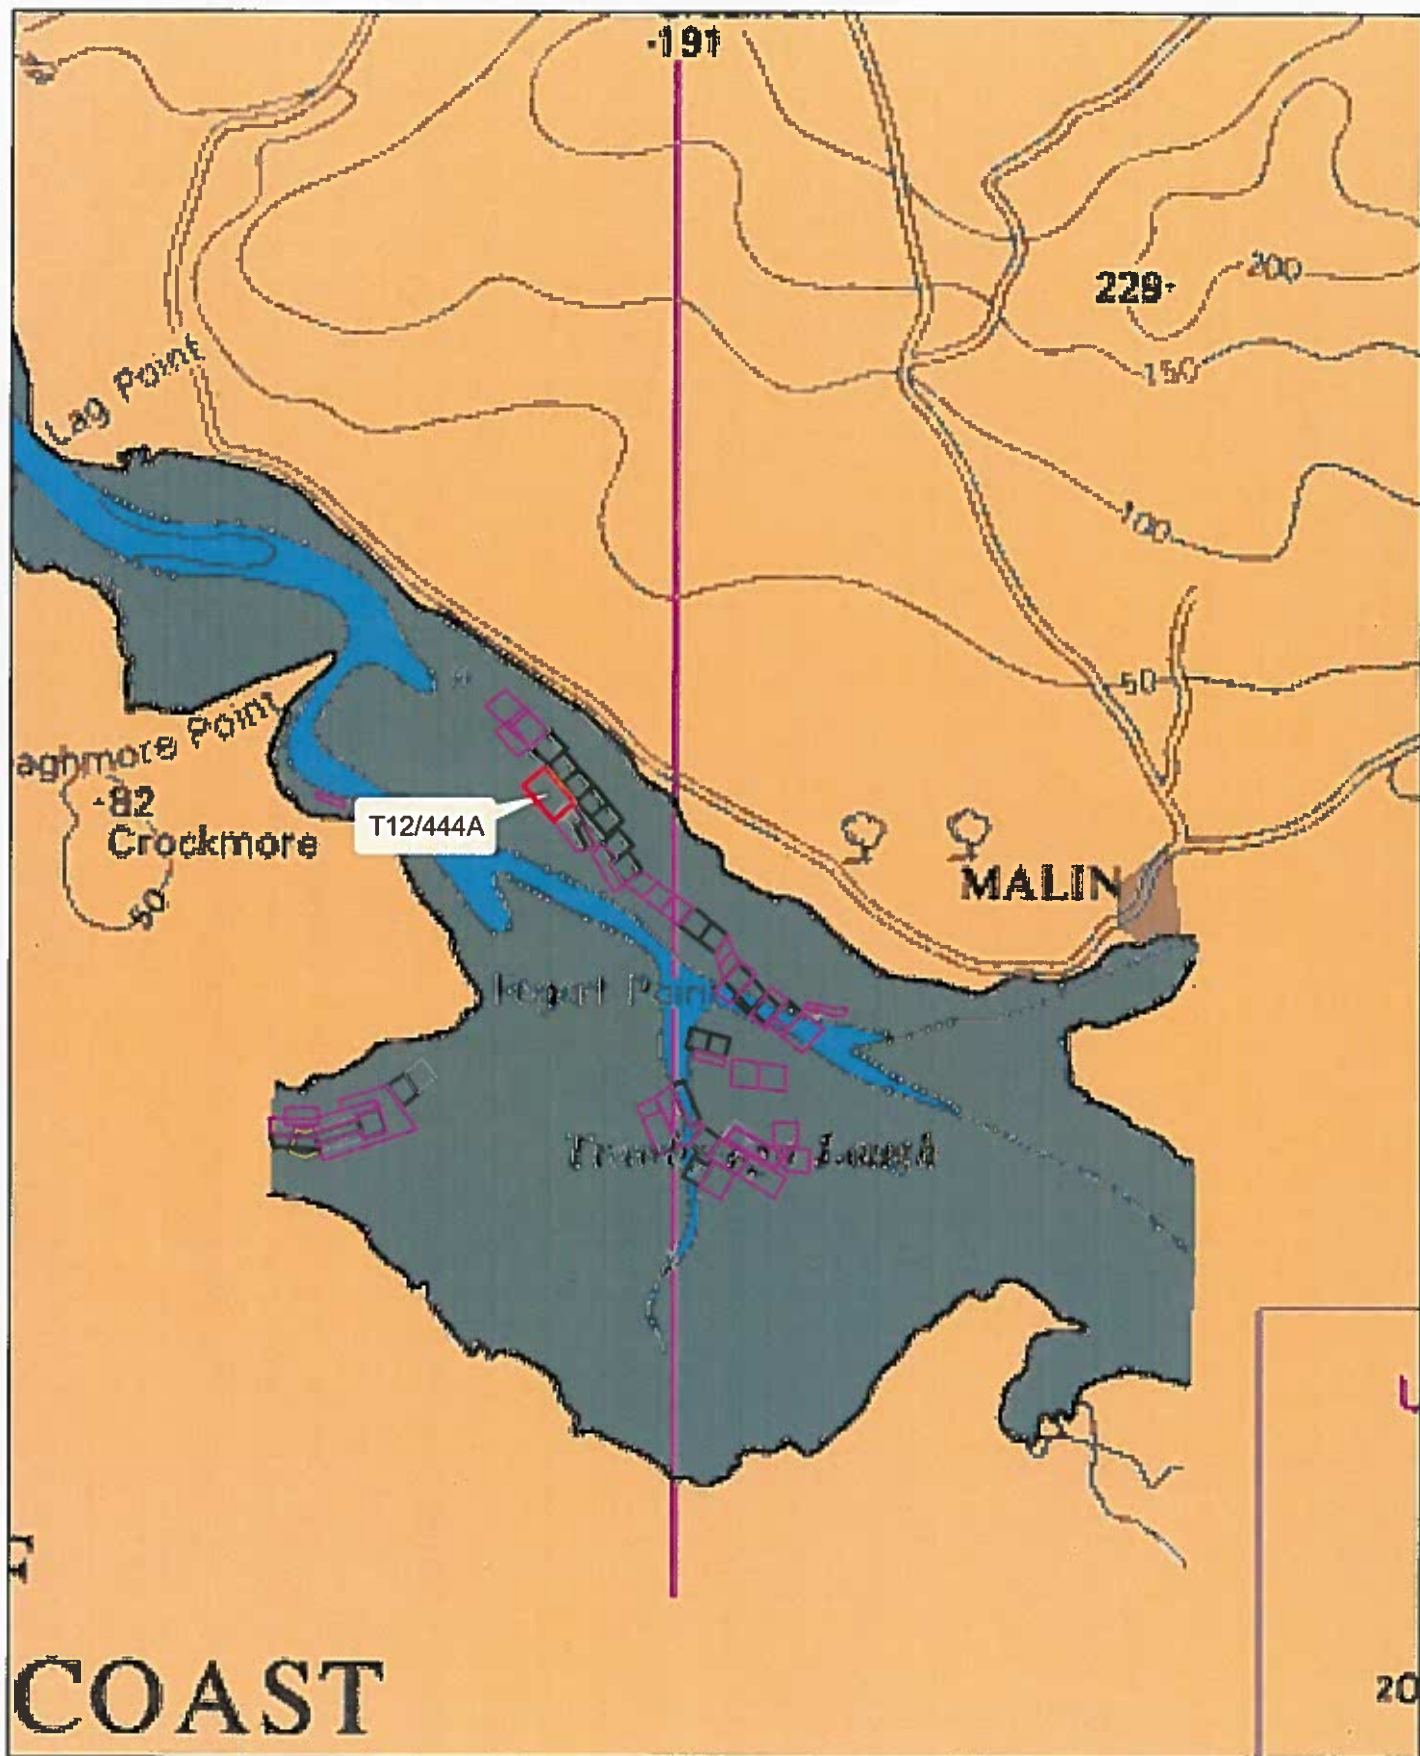 ·191
229·
200
Lag Point
150
100
50
aghmore Point
·82
T12/444A
Crockmore
MALIN
50
Point
Lough
F
COAST
20